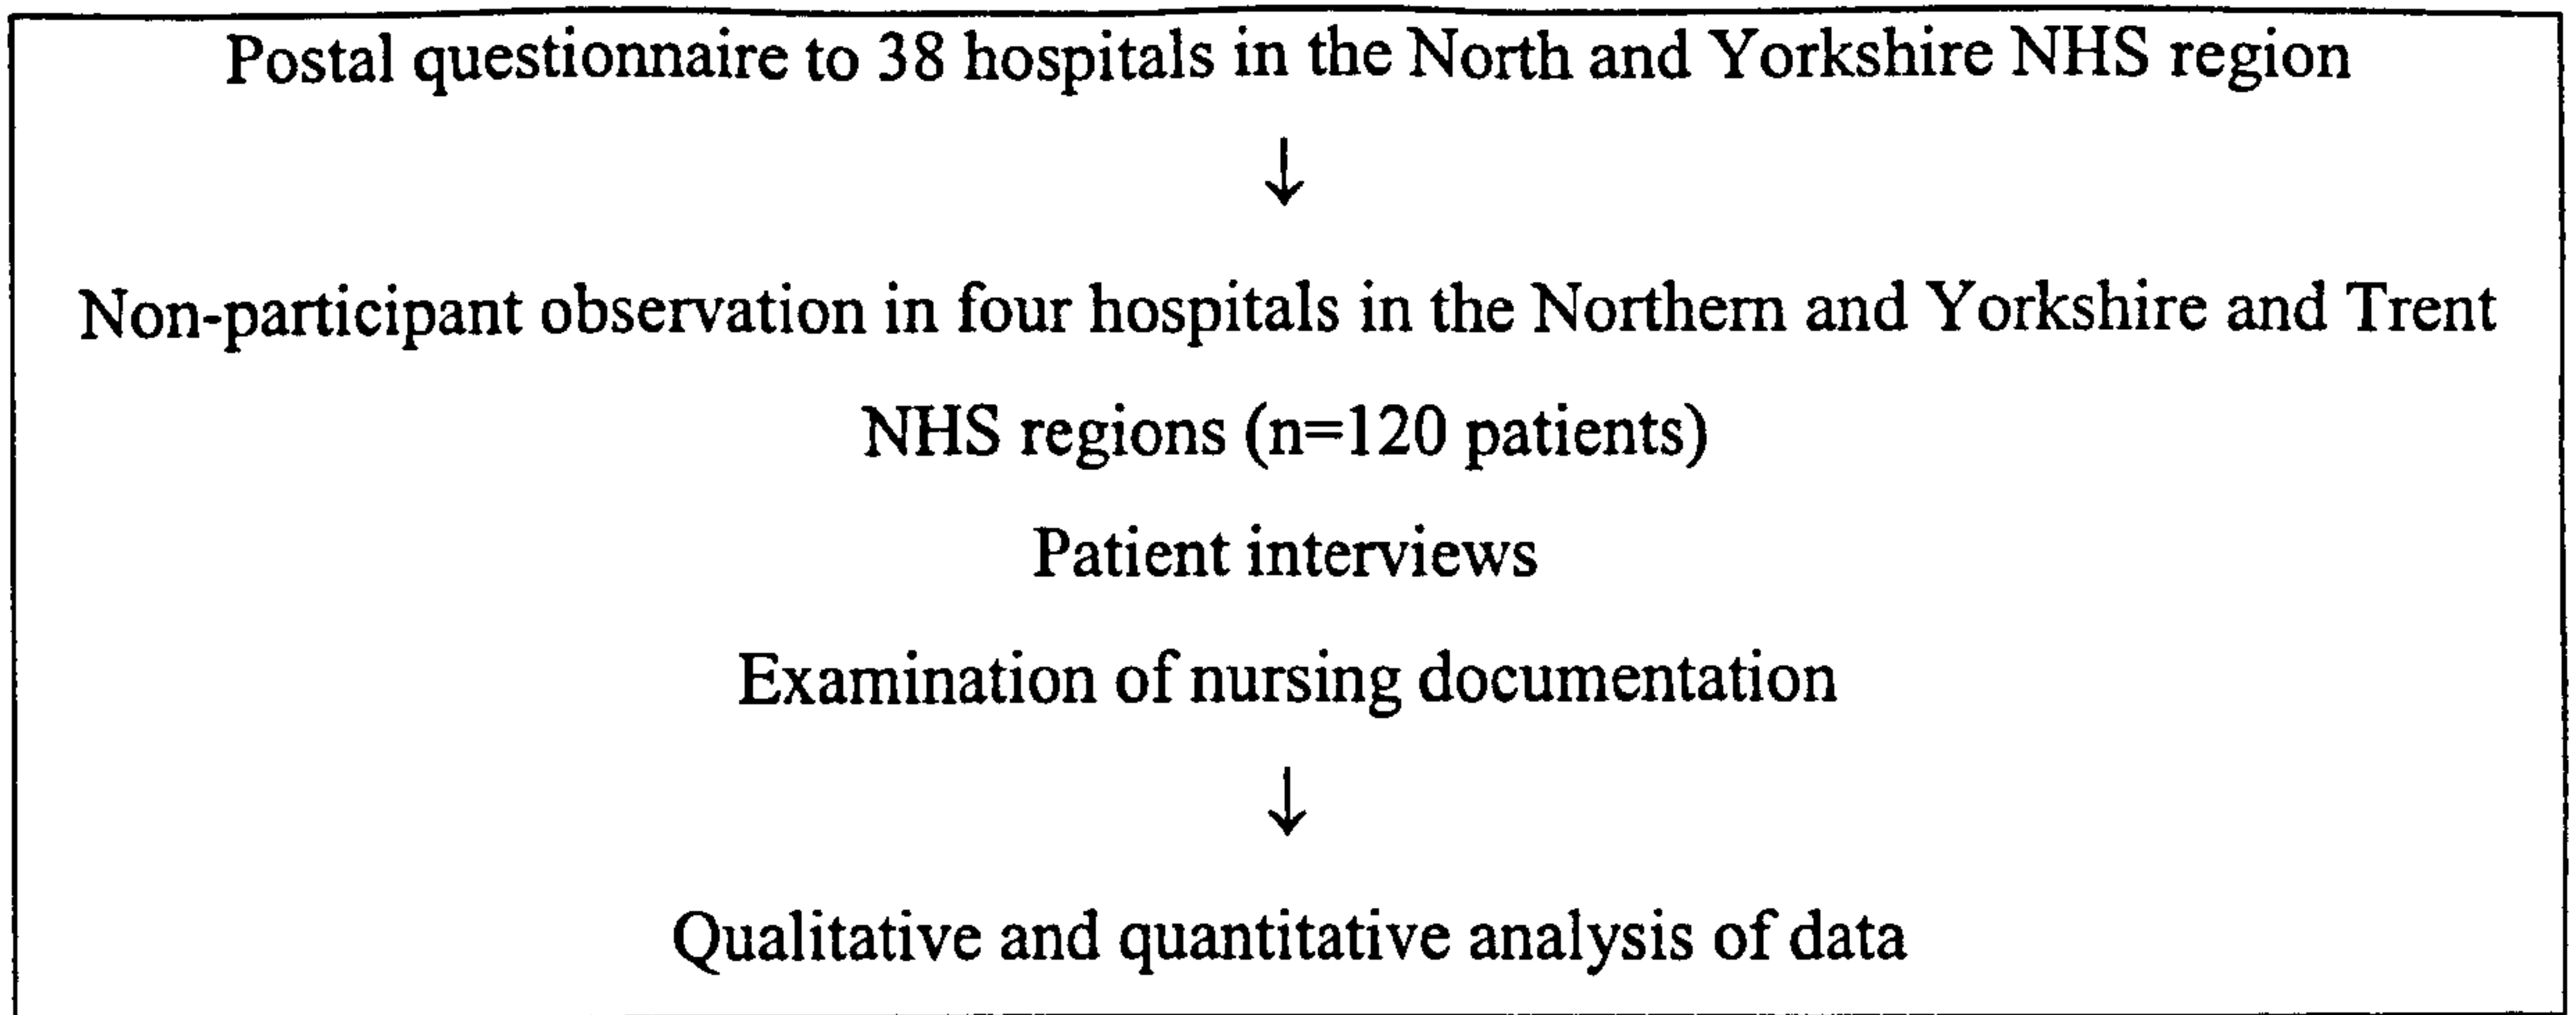 Postal questionnaire to 38 hospitals in the North and Yorkshire NHS region
↓
Non-participant observation in four hospitals in the Northern and Yorkshire and Trent
NHS regions (n=120 patients)
Patient interviews
Examination of nursing documentation
↓
Qualitative and quantitative analysis of data